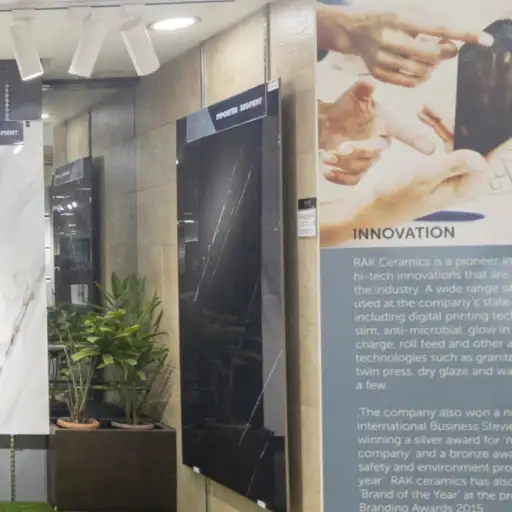 IMPORTED SEGMENT
INNOVATION
RAK Ceramics is a pioneer in
hi-tech innovations that are
the industry. A wide range of
used at the company's state
including digital printing tec
slim, anti-microbial, glow in
charge, roll feed and other a
technologies such as granite
twin press, dry glaze and wa
a few.
The company also won a n
international Business Stevie
winning a silver award for
company' and a bronze awa
safety and environment pro
year' RAK ceramics has also
'Brand of the Year' at the pre
Branding Awards 2015